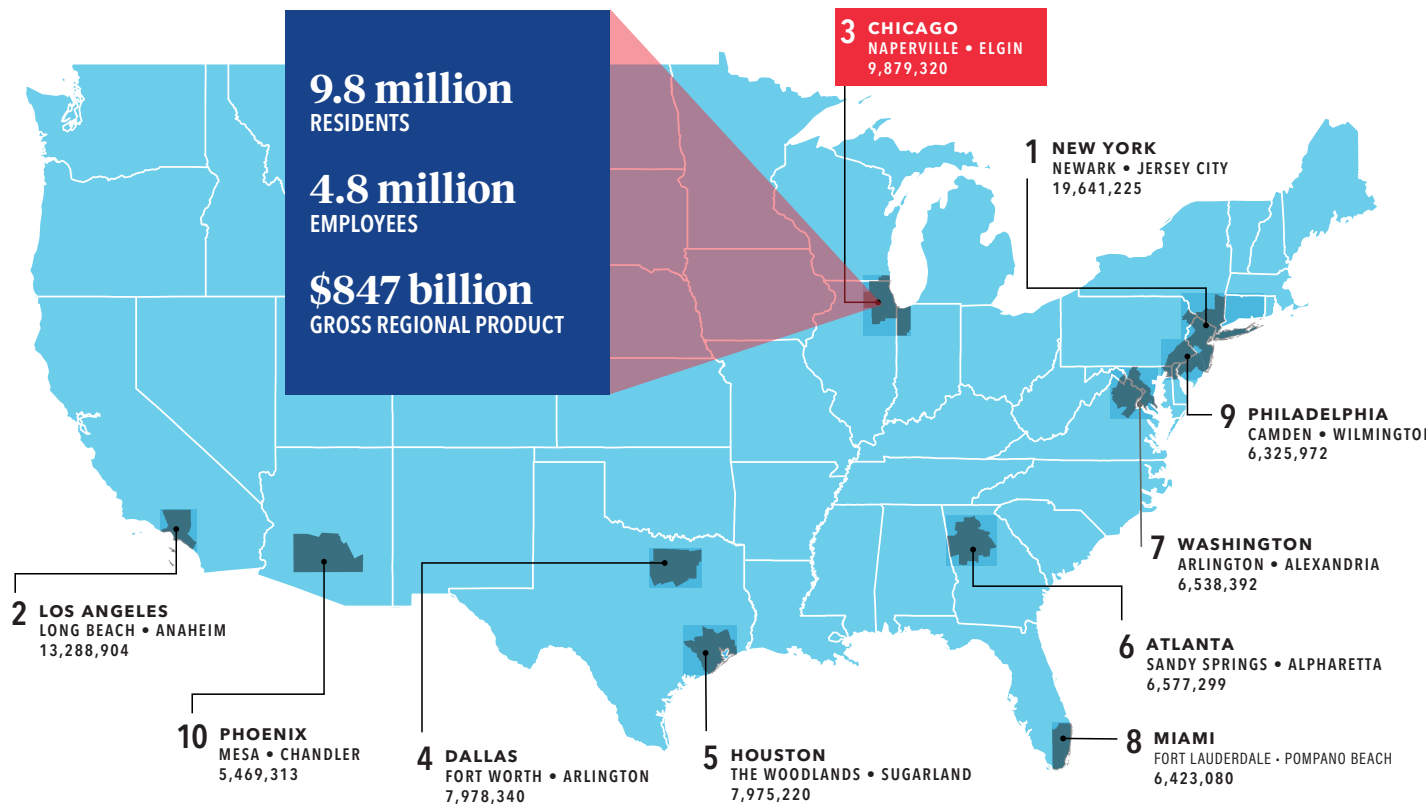 9.8 million
RESIDENTS
4.8 million
EMPLOYEES
$847 billion
GROSS REGIONAL PRODUCT
3 CHICAGO
NAPERVILLE • ELGIN
9,879,320
1 NEW YORK
NEWARK • JERSEY CITY
19,641,225
9 PHILADELPHIA
CAMDEN • WILMINGTON
6,325,972
7 WASHINGTON
ARLINGTON • ALEXANDRIA
6,538,392
2 LOS ANGELES
LONG BEACH • ANAHEIM
13,288,904
6 ATLANTA
SANDY SPRINGS • ALPHARETTA
6,577,299
10 PHOENIX
MESA • CHANDLER
5,469,313
4 DALLAS
FORT WORTH • ARLINGTON
7,978,340
5 HOUSTON
THE WOODLANDS • SUGARLAND
7,975,220
8 MIAMI
FORT LAUDERDALE · POMPANO BEACH
6,423,080